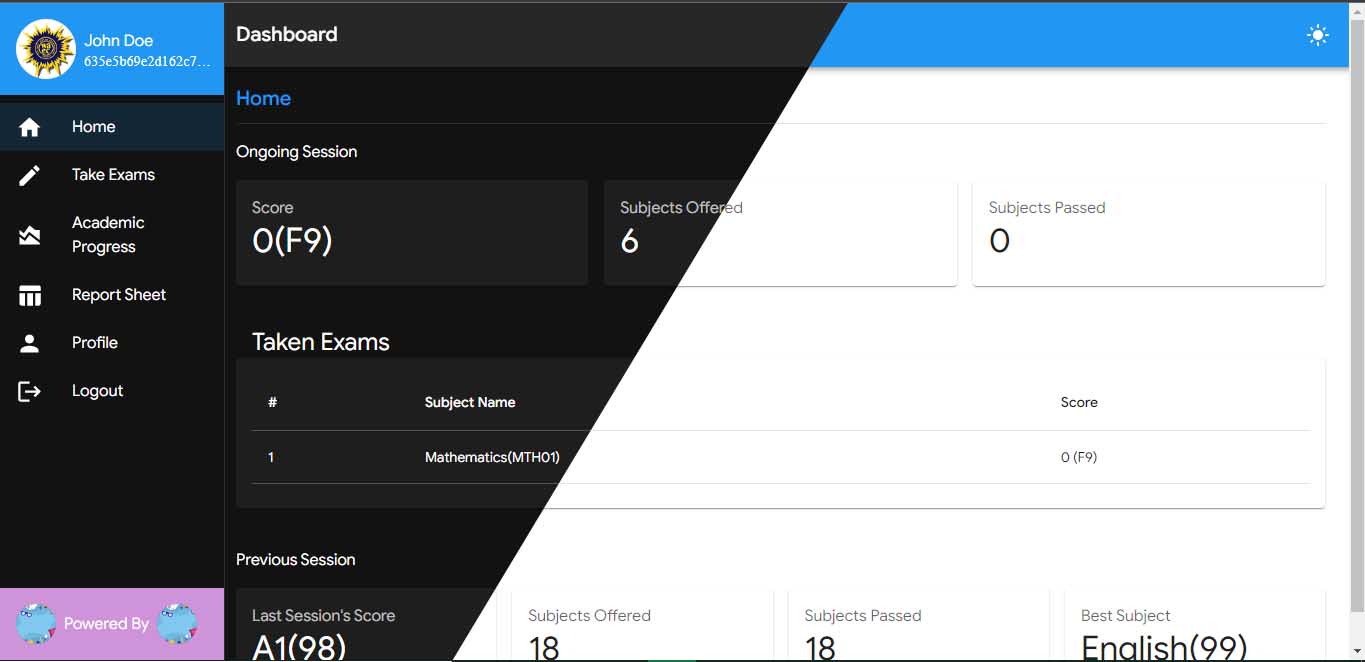 John Doe
635e5b69e2d162c7...
Dashboard
Home
Take Exams
Academic
Progress
Report Sheet
Profile
Logout
Powered By
Home
Ongoing Session
Score
0(F9)
Subjects Offered
6
Subjects Passed
0
Taken Exams
# Subject Name Score
1 Mathematics(MTH01) 0 (F9)
Previous Session
Last Session's Score
A1(98)
Subjects Offered
18
Subjects Passed
18
Best Subject
English(99)